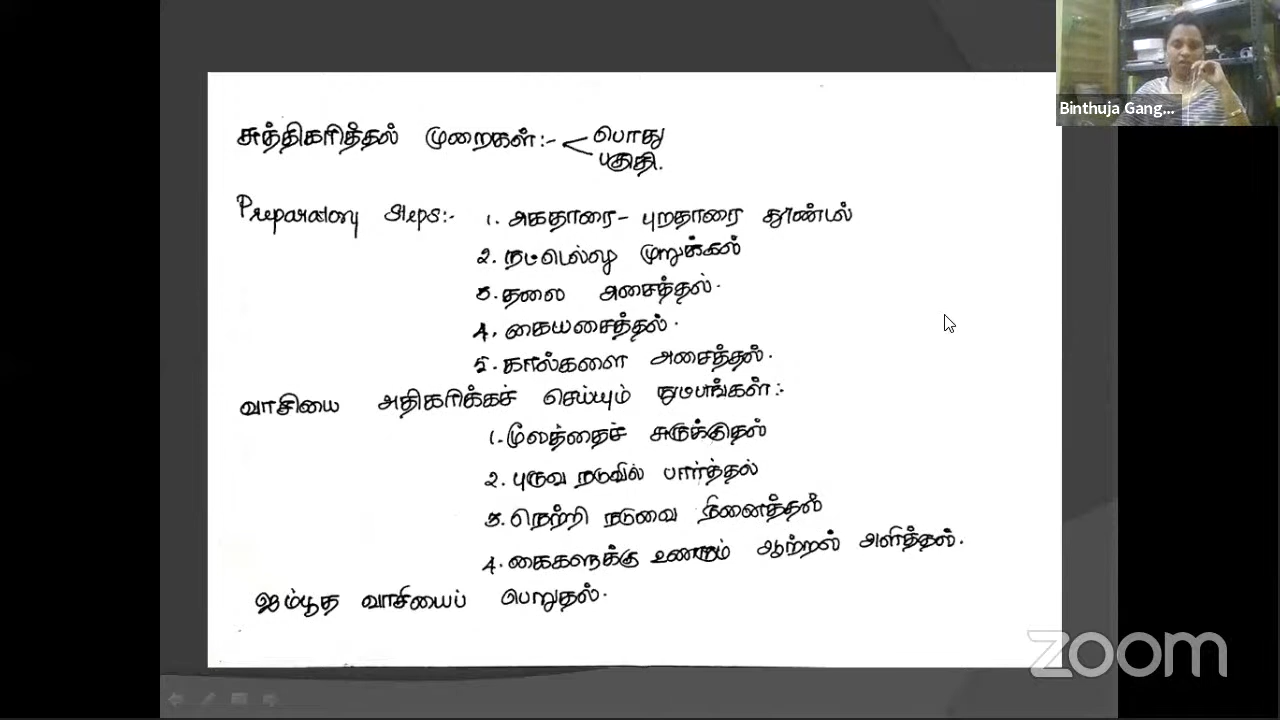 சுத்திகரித்தல் முறைகள்:- பொது
பகுதி.
Preparatory Steps:- 1. அகதாரை - புறதாரை தூண்டல்
2. நட்டெலும்பு முறுக்கல்
3. தலை அசைத்தல்.
4. கையசைத்தல்.
5. கால்களை அசைத்தல்.
வாசியை அதிகரிக்கச் செய்யும் நுட்பங்கள்:-
1. மூலத்தைச் சுருக்குதல்
2. புருவ நடுவில் பார்த்தல்
3. நெற்றி நடுவை நினைத்தல்
4. கைகளுக்கு உணரும் ஆற்றல் அளித்தல்.
ஐம்பூத வாசியைப் பெறுதல்.
Binthuja Gang...
zoom